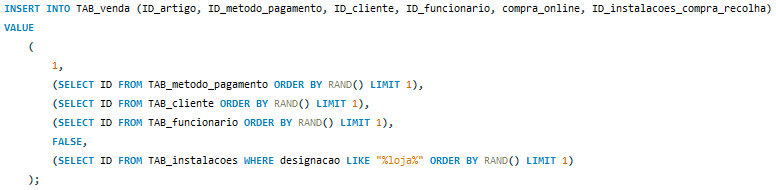 INSERT INTO TAB_venda (ID_artigo, ID_metodo_pagamento, ID_cliente, ID_funcionario, compra_online, ID_instalacoes_compra_recolha)
VALUE
(
1,
(SELECT ID FROM TAB_metodo_pagamento ORDER BY RAND() LIMIT 1),
(SELECT ID FROM TAB_cliente ORDER BY RAND() LIMIT 1),
(SELECT ID FROM TAB_funcionario ORDER BY RAND() LIMIT 1),
FALSE,
(SELECT ID FROM TAB_instalacoes WHERE designacao LIKE "%loja%" ORDER BY RAND() LIMIT 1)
);